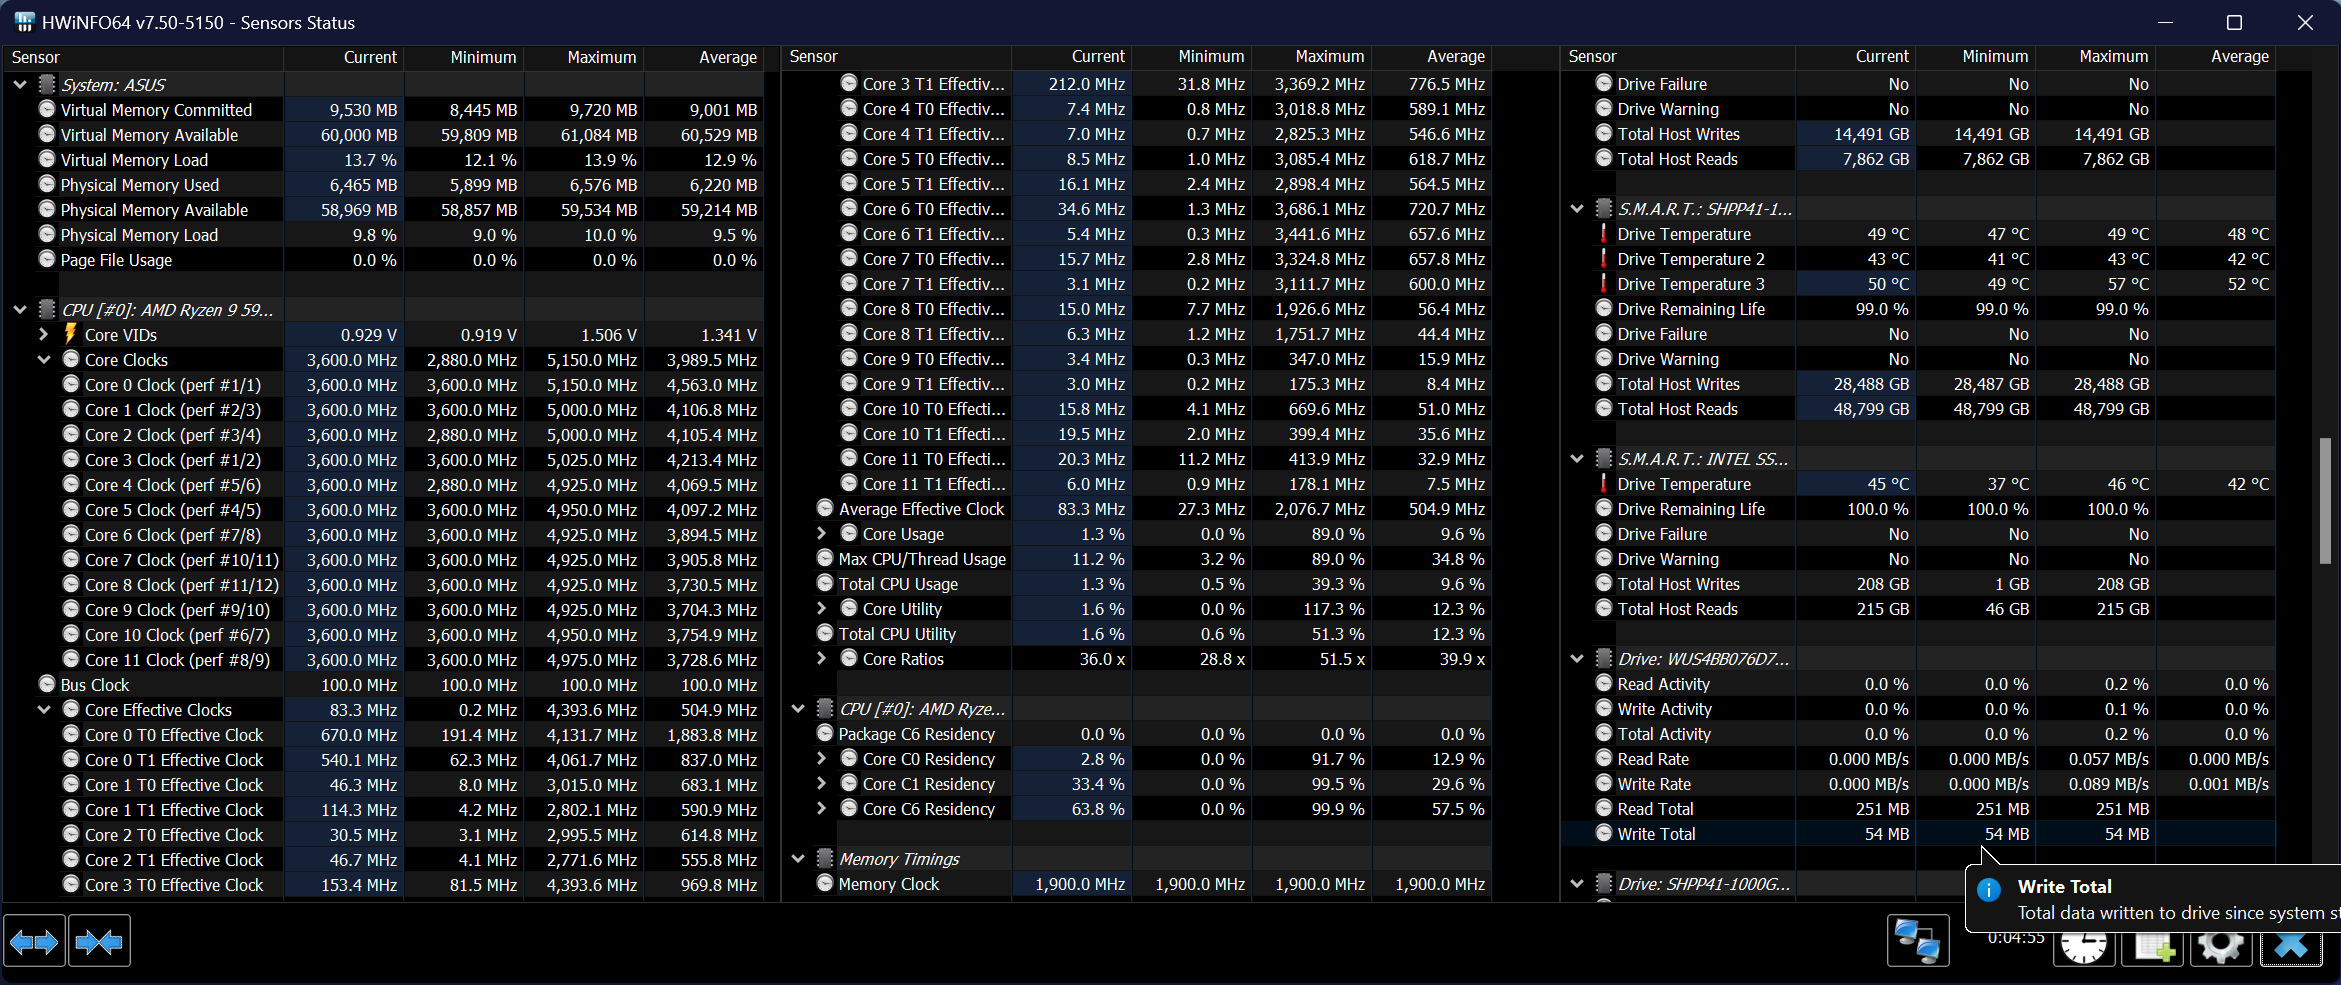 HWiNFO64 v7.50-5150 - Sensors Status
Sensor Current Minimum Maximum Average
System: ASUS
Virtual Memory Committed 9,530 MB 8,445 MB 9,720 MB 9,001 MB
Virtual Memory Available 60,000 MB 59,809 MB 61,084 MB 60,529 MB
Virtual Memory Load 13.7 % 12.1 % 13.9 % 12.9 %
Physical Memory Used 6,465 MB 5,899 MB 6,576 MB 6,220 MB
Physical Memory Available 58,969 MB 58,857 MB 59,534 MB 59,214 MB
Physical Memory Load 9.8 % 9.0 % 10.0 % 9.5 %
Page File Usage 0.0 % 0.0 % 0.0 % 0.0 %
CPU [#0]: AMD Ryzen 9 59...
Core VIDs 0.929 V 0.919 V 1.506 V 1.341 V
Core Clocks 3,600.0 MHz 2,880.0 MHz 5,150.0 MHz 3,989.5 MHz
Core 0 Clock (perf #1/1) 3,600.0 MHz 3,600.0 MHz 5,150.0 MHz 4,563.0 MHz
Core 1 Clock (perf #2/3) 3,600.0 MHz 3,600.0 MHz 5,000.0 MHz 4,106.8 MHz
Core 2 Clock (perf #3/4) 3,600.0 MHz 2,880.0 MHz 5,000.0 MHz 4,105.4 MHz
Core 3 Clock (perf #1/2) 3,600.0 MHz 3,600.0 MHz 5,025.0 MHz 4,213.4 MHz
Core 4 Clock (perf #5/6) 3,600.0 MHz 2,880.0 MHz 4,925.0 MHz 4,069.5 MHz
Core 5 Clock (perf #4/5) 3,600.0 MHz 3,600.0 MHz 4,950.0 MHz 4,097.2 MHz
Core 6 Clock (perf #7/8) 3,600.0 MHz 3,600.0 MHz 4,925.0 MHz 3,894.5 MHz
Core 7 Clock (perf #10/11) 3,600.0 MHz 3,600.0 MHz 4,925.0 MHz 3,905.8 MHz
Core 8 Clock (perf #11/12) 3,600.0 MHz 3,600.0 MHz 4,925.0 MHz 3,730.5 MHz
Core 9 Clock (perf #9/10) 3,600.0 MHz 3,600.0 MHz 4,925.0 MHz 3,704.3 MHz
Core 10 Clock (perf #6/7) 3,600.0 MHz 3,600.0 MHz 4,950.0 MHz 3,754.9 MHz
Core 11 Clock (perf #8/9) 3,600.0 MHz 3,600.0 MHz 4,975.0 MHz 3,728.6 MHz
Bus Clock 100.0 MHz 100.0 MHz 100.0 MHz 100.0 MHz
Core Effective Clocks 83.3 MHz 0.2 MHz 4,393.6 MHz 504.9 MHz
Core 0 T0 Effective Clock 670.0 MHz 191.4 MHz 4,131.7 MHz 1,883.8 MHz
Core 0 T1 Effective Clock 540.1 MHz 62.3 MHz 4,061.7 MHz 837.0 MHz
Core 1 T0 Effective Clock 46.3 MHz 8.0 MHz 3,015.0 MHz 683.1 MHz
Core 1 T1 Effective Clock 114.3 MHz 4.2 MHz 2,802.1 MHz 590.9 MHz
Core 2 T0 Effective Clock 30.5 MHz 3.1 MHz 2,995.5 MHz 614.8 MHz
Core 2 T1 Effective Clock 46.7 MHz 4.1 MHz 2,771.6 MHz 555.8 MHz
Core 3 T0 Effective Clock 153.4 MHz 81.5 MHz 4,393.6 MHz 969.8 MHz
Sensor Current Minimum Maximum Average
Core 3 T1 Effectiv... 212.0 MHz 31.8 MHz 3,369.2 MHz 776.5 MHz
Core 4 T0 Effectiv... 7.4 MHz 0.8 MHz 3,018.8 MHz 589.1 MHz
Core 4 T1 Effectiv... 7.0 MHz 0.7 MHz 2,825.3 MHz 546.6 MHz
Core 5 T0 Effectiv... 8.5 MHz 1.0 MHz 3,085.4 MHz 618.7 MHz
Core 5 T1 Effectiv... 16.1 MHz 2.4 MHz 2,898.4 MHz 564.5 MHz
Core 6 T0 Effectiv... 34.6 MHz 1.3 MHz 3,686.1 MHz 720.7 MHz
Core 6 T1 Effectiv... 5.4 MHz 0.3 MHz 3,441.6 MHz 657.6 MHz
Core 7 T0 Effectiv... 15.7 MHz 2.8 MHz 3,324.8 MHz 657.8 MHz
Core 7 T1 Effectiv... 3.1 MHz 0.2 MHz 3,111.7 MHz 600.0 MHz
Core 8 T0 Effectiv... 15.0 MHz 7.7 MHz 1,926.6 MHz 56.4 MHz
Core 8 T1 Effectiv... 6.3 MHz 1.2 MHz 1,751.7 MHz 44.4 MHz
Core 9 T0 Effectiv... 3.4 MHz 0.3 MHz 347.0 MHz 15.9 MHz
Core 9 T1 Effectiv... 3.0 MHz 0.2 MHz 175.3 MHz 8.4 MHz
Core 10 T0 Effecti... 15.8 MHz 4.1 MHz 669.6 MHz 51.0 MHz
Core 10 T1 Effecti... 19.5 MHz 2.0 MHz 399.4 MHz 35.6 MHz
Core 11 T0 Effecti... 20.3 MHz 11.2 MHz 413.9 MHz 32.9 MHz
Core 11 T1 Effecti... 6.0 MHz 0.9 MHz 178.1 MHz 7.5 MHz
Average Effective Clock 83.3 MHz 27.3 MHz 2,076.7 MHz 504.9 MHz
Core Usage 1.3 % 0.0 % 89.0 % 9.6 %
Max CPU/Thread Usage 11.2 % 3.2 % 89.0 % 34.8 %
Total CPU Usage 1.3 % 0.5 % 39.3 % 9.6 %
Core Utility 1.6 % 0.0 % 117.3 % 12.3 %
Total CPU Utility 1.6 % 0.6 % 51.3 % 12.3 %
Core Ratios 36.0 x 28.8 x 51.5 x 39.9 x
CPU [#0]: AMD Ryze...
Package C6 Residency 0.0 % 0.0 % 0.0 % 0.0 %
Core C0 Residency 2.8 % 0.0 % 91.7 % 12.9 %
Core C1 Residency 33.4 % 0.0 % 99.5 % 29.6 %
Core C6 Residency 63.8 % 0.0 % 99.9 % 57.5 %
Memory Timings
Memory Clock 1,900.0 MHz 1,900.0 MHz 1,900.0 MHz 1,900.0 MHz
Sensor Current Minimum Maximum Average
Drive Failure No No No
Drive Warning No No No
Total Host Writes 14,491 GB 14,491 GB 14,491 GB
Total Host Reads 7,862 GB 7,862 GB 7,862 GB
S.M.A.R.T.: SHPP41-1...
Drive Temperature 49 °C 47 °C 49 °C 48 °C
Drive Temperature 2 43 °C 41 °C 43 °C 42 °C
Drive Temperature 3 50 °C 49 °C 57 °C 52 °C
Drive Remaining Life 99.0 % 99.0 % 99.0 %
Drive Failure No No No
Drive Warning No No No
Total Host Writes 28,488 GB 28,487 GB 28,488 GB
Total Host Reads 48,799 GB 48,799 GB 48,799 GB
S.M.A.R.T.: INTEL SS...
Drive Temperature 45 °C 37 °C 46 °C 42 °C
Drive Remaining Life 100.0 % 100.0 % 100.0 %
Drive Failure No No No
Drive Warning No No No
Total Host Writes 208 GB 1 GB 208 GB
Total Host Reads 215 GB 46 GB 215 GB
Drive: WUS4BB076D7...
Read Activity 0.0 % 0.0 % 0.2 % 0.0 %
Write Activity 0.0 % 0.0 % 0.1 % 0.0 %
Total Activity 0.0 % 0.0 % 0.2 % 0.0 %
Read Rate 0.000 MB/s 0.000 MB/s 0.057 MB/s 0.000 MB/s
Write Rate 0.000 MB/s 0.000 MB/s 0.089 MB/s 0.001 MB/s
Read Total 251 MB 251 MB 251 MB
Write Total 54 MB 54 MB 54 MB
Drive: SHPP41-1000G...
Write Total
Total data written to drive since system st
0:04:55